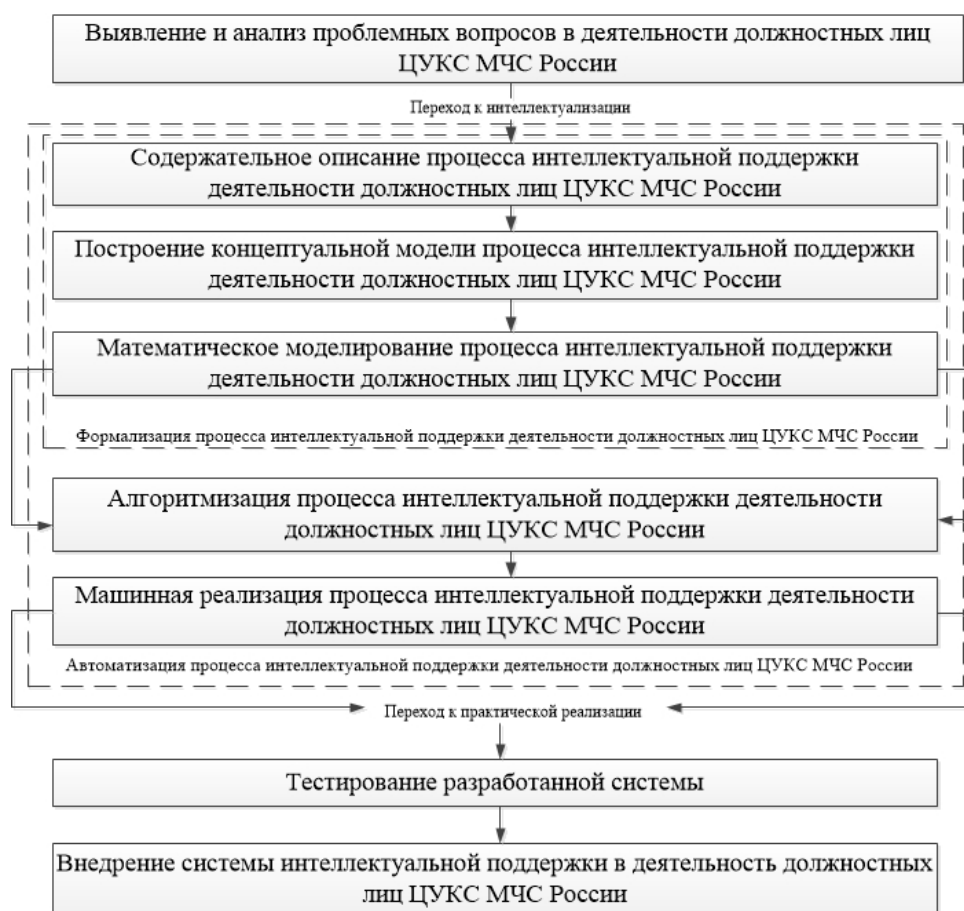 Выявление и анализ проблемных вопросов в деятельности должностных лиц
ЦУКС МЧС России
Переход к интеллектуализации
Содержательное описание процесса интеллектуальной поддержки
деятельности должностных лиц ЦУКС МЧС России
Построение концептуальной модели процесса интеллектуальной поддержки
деятельности должностных лиц ЦУКС МЧС России
Математическое моделирование процесса интеллектуальной поддержки
деятельности должностных лиц ЦУКС МЧС России
Формализация процесса интеллектуальной поддержки деятельности должностных лиц ЦУКС МЧС России
Алгоритмизация процесса интеллектуальной поддержки деятельности
должностных лиц ЦУКС МЧС России
Машинная реализация процесса интеллектуальной поддержки деятельности
должностных лиц ЦУКС МЧС России
Автоматизация процесса интеллектуальной поддержки деятельности должностных лиц ЦУКС МЧС России
Переход к практической реализации
Тестирование разработанной системы
Внедрение системы интеллектуальной поддержки в деятельность должностных
лиц ЦУКС МЧС России